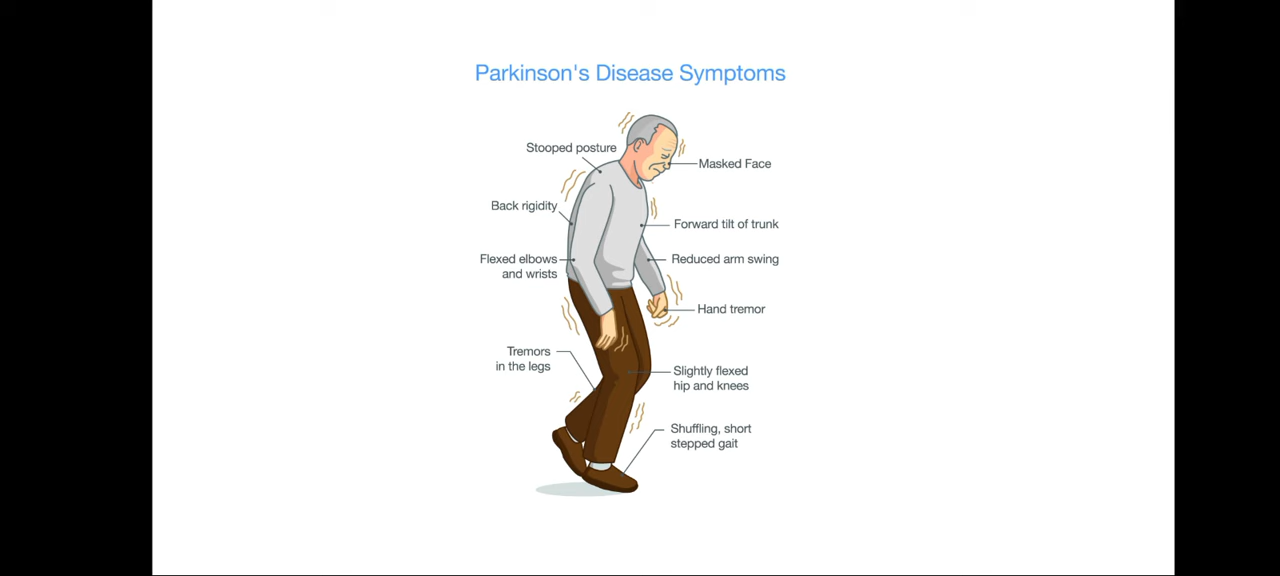 Parkinson's Disease Symptoms
Stooped posture
Masked Face
Back rigidity
Forward tilt of trunk
Flexed elbows
and wrists
Reduced arm swing
Hand tremor
Tremors
in the legs
Slightly flexed
hip and knees
Shuffling, short
stepped gait